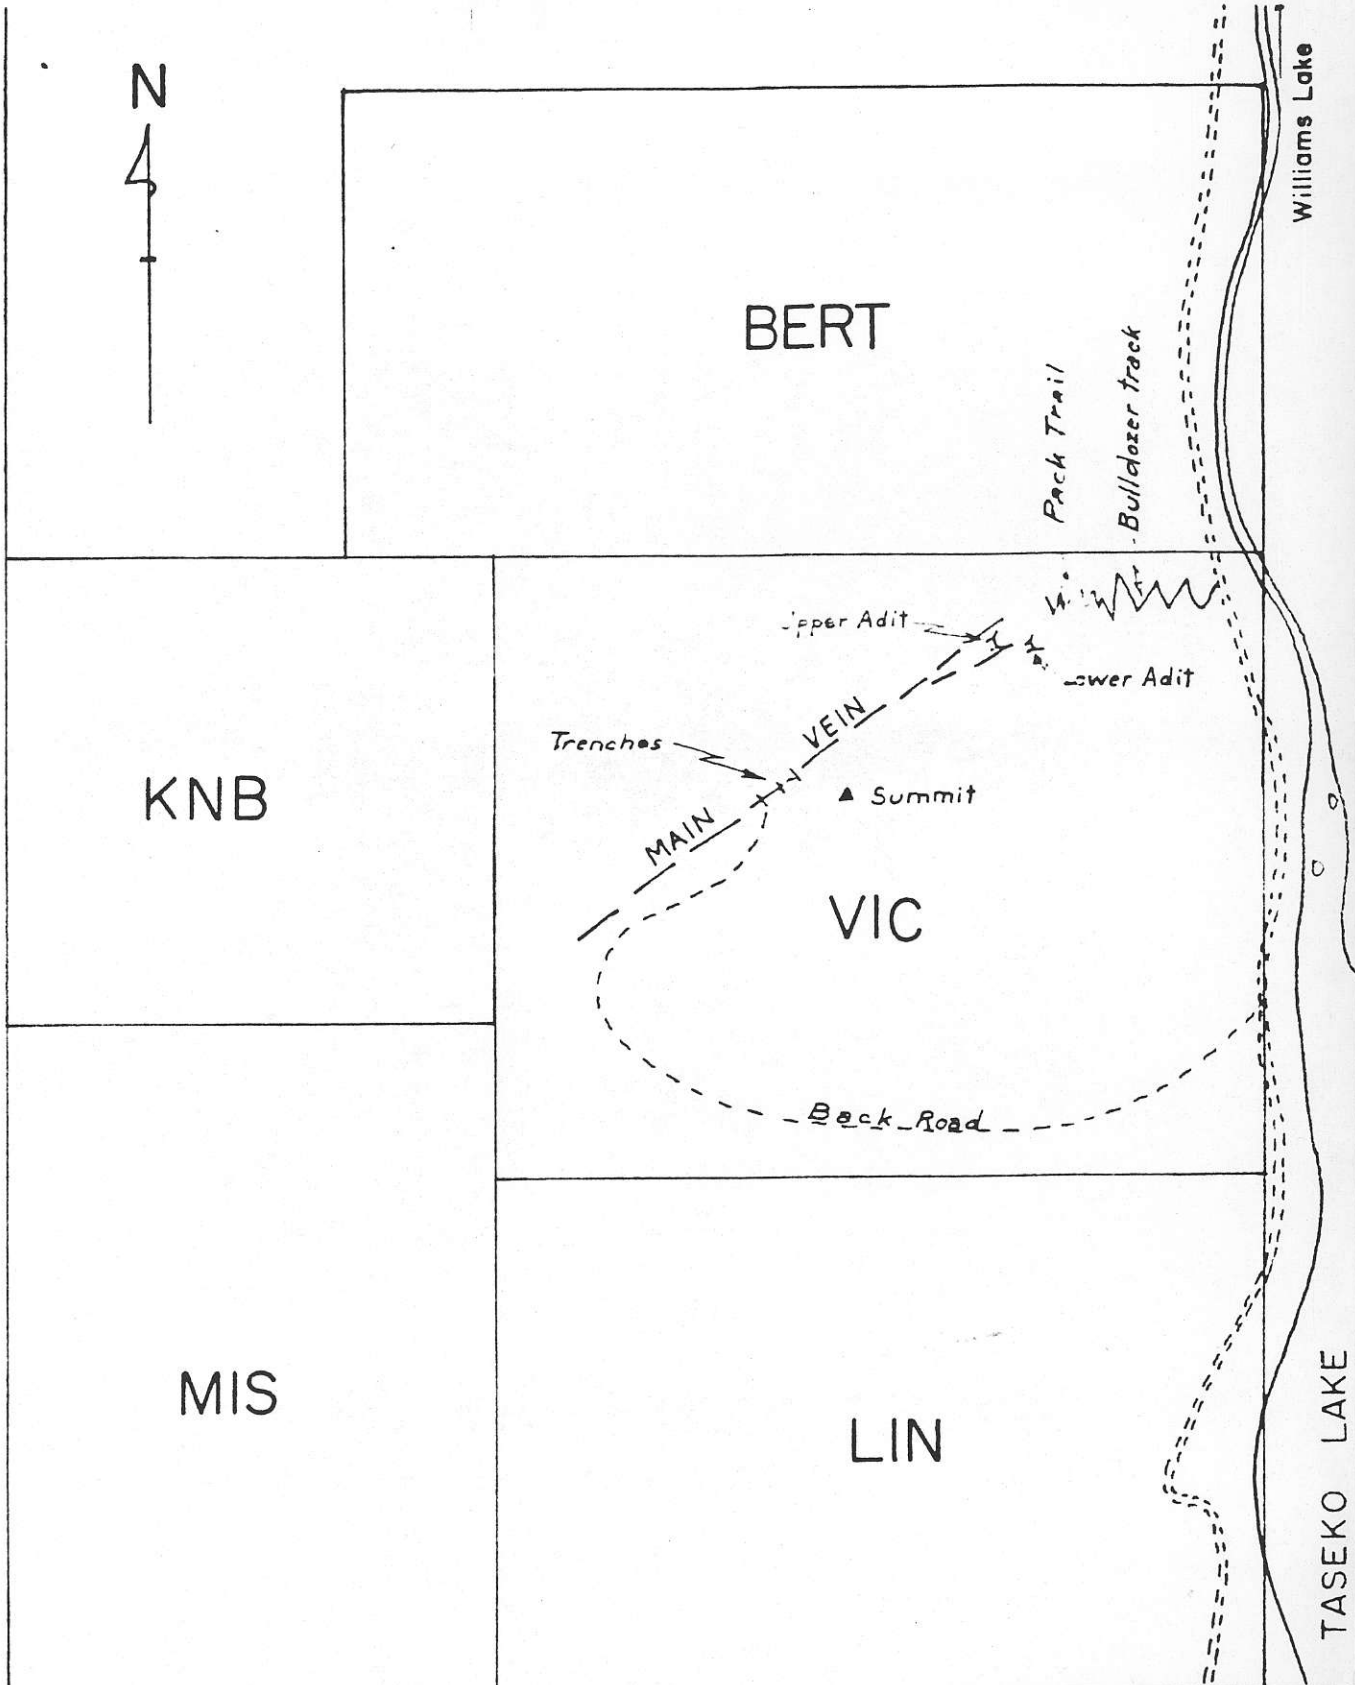 N
Williams Lake
BERT
Pack Trail
Bulldozer track
Upper Adit
Lower Adit
VEIN
Trenches
Summit
KNB
MAIN
VIC
Back Road
MIS
LIN
TASEKO LAKE